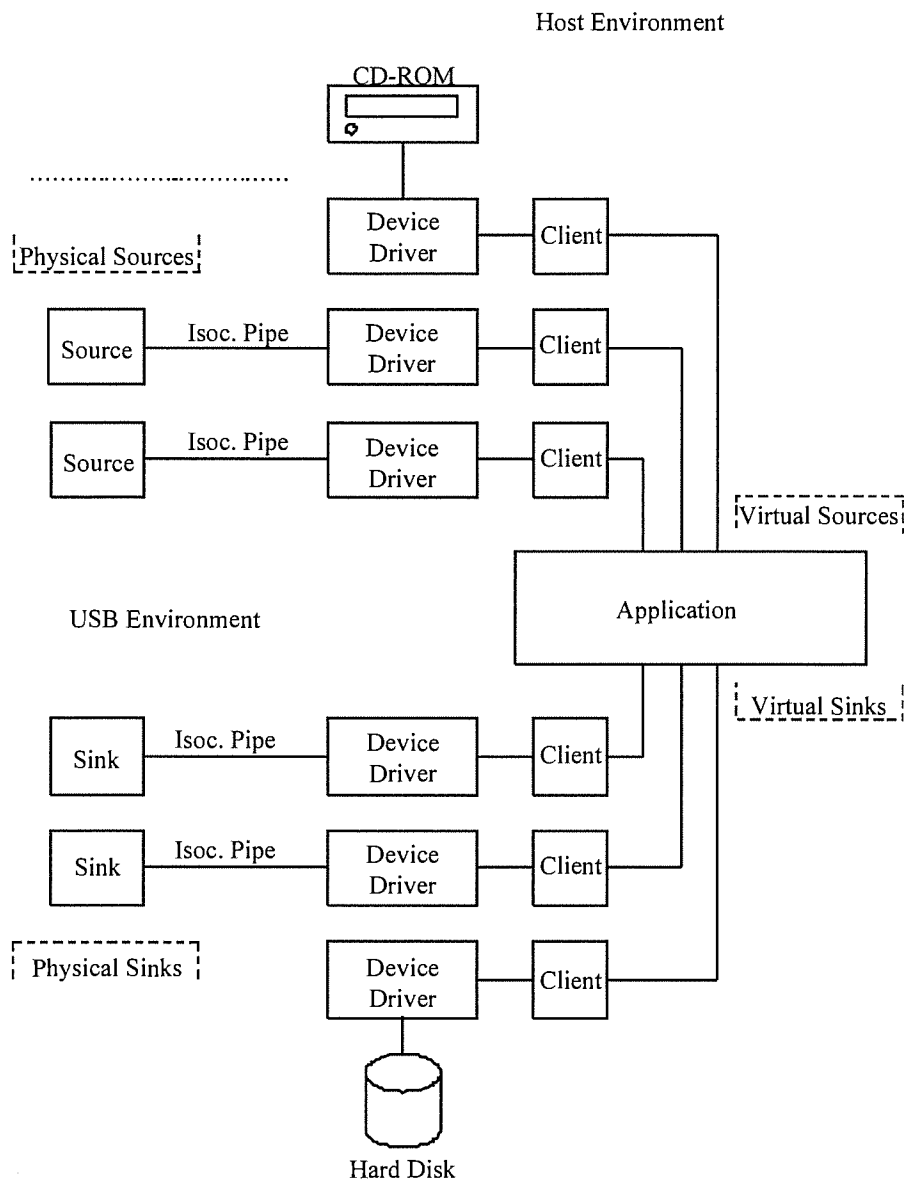 Host Environment
CD-ROM
Device
Driver
Client
Physical Sources
Source
Isoc. Pipe
Device
Driver
Client
Source
Isoc. Pipe
Device
Driver
Client
Virtual Sources
Application
USB Environment
Virtual Sinks
Sink
Isoc. Pipe
Device
Driver
Client
Sink
Isoc. Pipe
Device
Driver
Client
Physical Sinks
Device
Driver
Client
Hard Disk